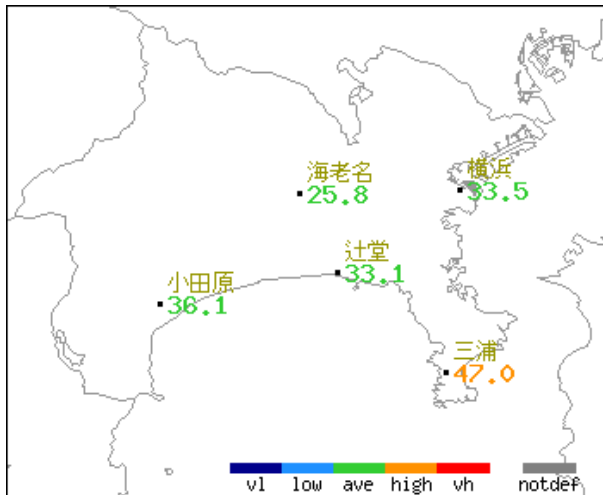 海老名
25.8
横浜
33.5
辻堂
33.1
小田原
36.1
三浦
47.0
vl low ave high vh notdef